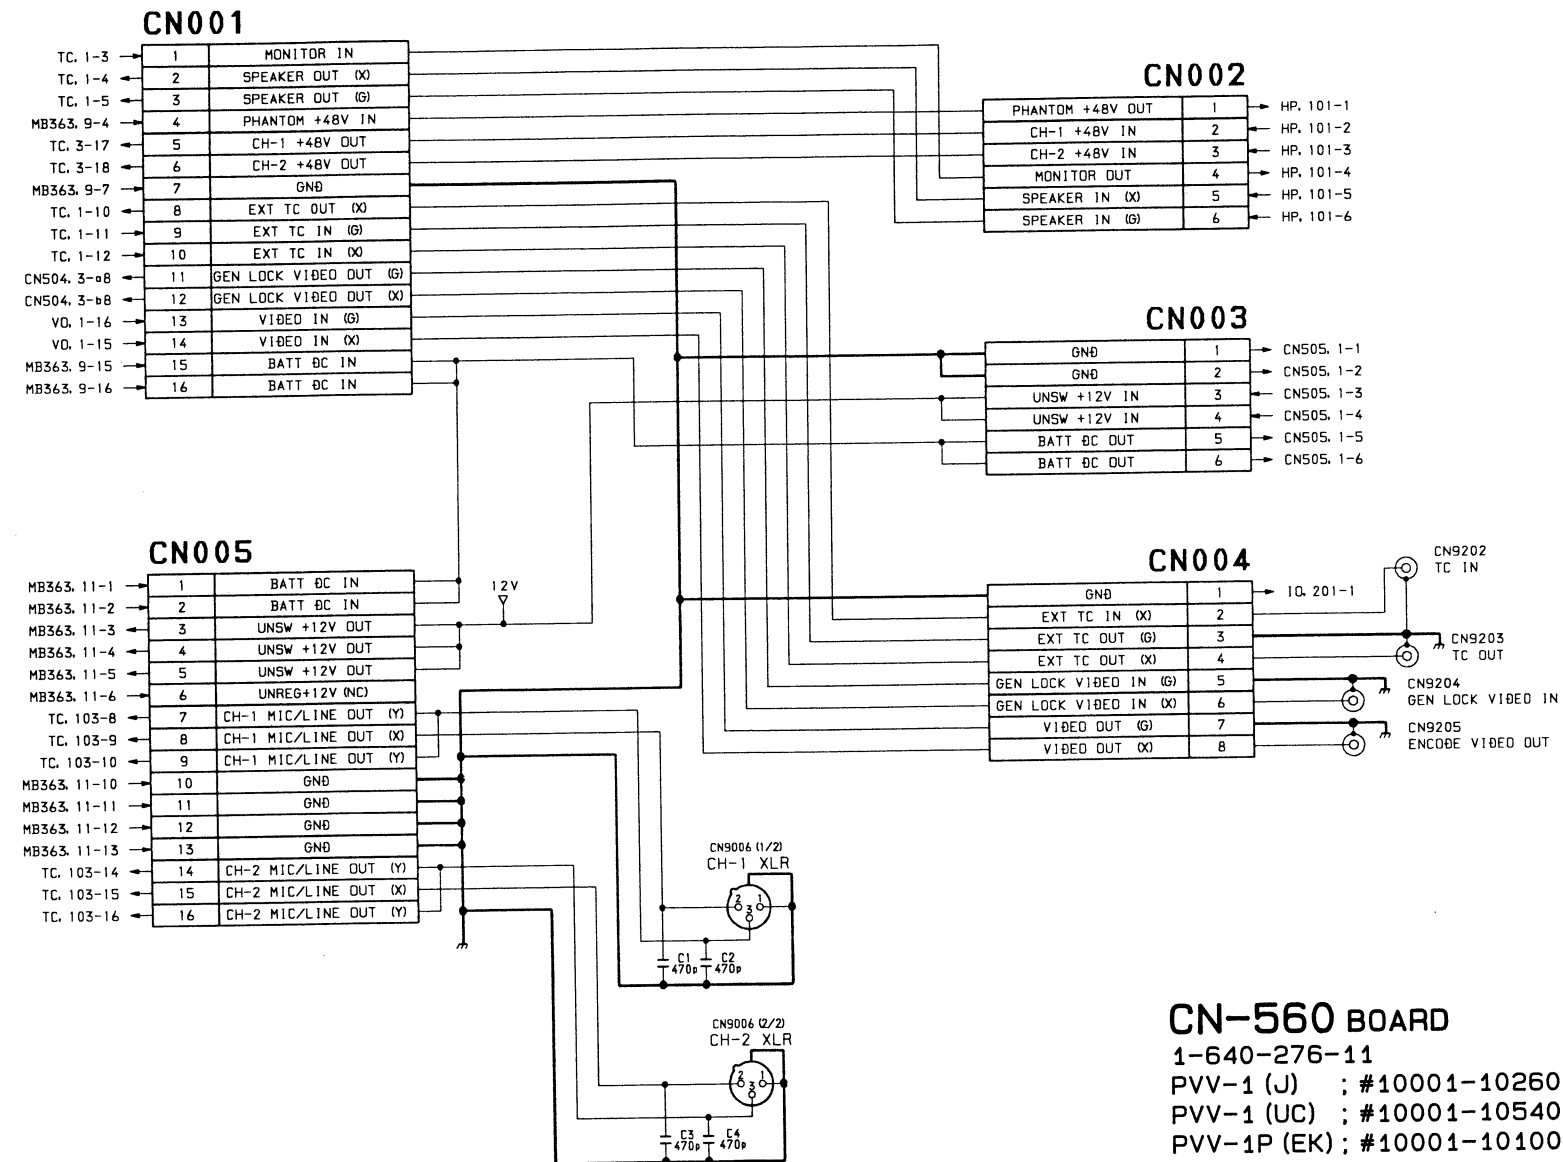 CN001
TC. 1-3 1 MONITOR IN
TC. 1-4 2 SPEAKER OUT (X)
TC. 1-5 3 SPEAKER OUT (G)
MB363. 9-4 4 PHANTOM +48V IN
TC. 3-17 5 CH-1 +48V OUT
TC. 3-18 6 CH-2 +48V OUT
MB363. 9-7 7 GND
TC. 1-10 8 EXT TC OUT (X)
TC. 1-11 9 EXT TC IN (G)
TC. 1-12 10 EXT TC IN (X)
CN504. 3-a8 11 GEN LOCK VIDEO OUT (G)
CN504. 3-b8 12 GEN LOCK VIDEO OUT (X)
VO. 1-16 13 VIDEO IN (G)
VO. 1-15 14 VIDEO IN (X)
MB363. 9-15 15 BATT DC IN
MB363. 9-16 16 BATT DC IN
CN002
PHANTOM +48V OUT 1 HP. 101-1
CH-1 +48V IN 2 HP. 101-2
CH-2 +48V IN 3 HP. 101-3
MONITOR OUT 4 HP. 101-4
SPEAKER IN (X) 5 HP. 101-5
SPEAKER IN (G) 6 HP. 101-6
CN003
GND 1 CN505. 1-1
GND 2 CN505. 1-2
UNSW +12V IN 3 CN505. 1-3
UNSW +12V IN 4 CN505. 1-4
BATT DC OUT 5 CN505. 1-5
BATT DC OUT 6 CN505. 1-6
CN005
MB363. 11-1 1 BATT DC IN
MB363. 11-2 2 BATT DC IN
MB363. 11-3 3 UNSW +12V OUT
MB363. 11-4 4 UNSW +12V OUT
MB363. 11-5 5 UNSW +12V OUT
MB363. 11-6 6 UNREG+12V (NC)
TC. 103-8 7 CH-1 MIC/LINE OUT (Y)
TC. 103-9 8 CH-1 MIC/LINE OUT (X)
TC. 103-10 9 CH-1 MIC/LINE OUT (Y)
MB363. 11-10 10 GND
MB363. 11-11 11 GND
MB363. 11-12 12 GND
MB363. 11-13 13 GND
TC. 103-14 14 CH-2 MIC/LINE OUT (Y)
TC. 103-15 15 CH-2 MIC/LINE OUT (X)
TC. 103-16 16 CH-2 MIC/LINE OUT (Y)
12V
CN004
GND 1 IO. 201-1
EXT TC IN (X) 2
EXT TC OUT (G) 3
EXT TC OUT (X) 4
GEN LOCK VIDEO IN (G) 5
GEN LOCK VIDEO IN (X) 6
VIDEO OUT (G) 7
VIDEO OUT (X) 8
CN9202
TC IN
CN9203
TC OUT
CN9204
GEN LOCK VIDEO IN
CN9205
ENCODE VIDEO OUT
CN9006 (1/2)
CH-1 XLR
2 3 1
C1 470p
C2 470p
CN9006 (2/2)
CH-2 XLR
2 3 1
C3 470p
C4 470p
CN-560 BOARD
1-640-276-11
PVV-1 (J) ; #10001-10260
PVV-1 (UC) ; #10001-10540
PVV-1P (EK) ; #10001-10100